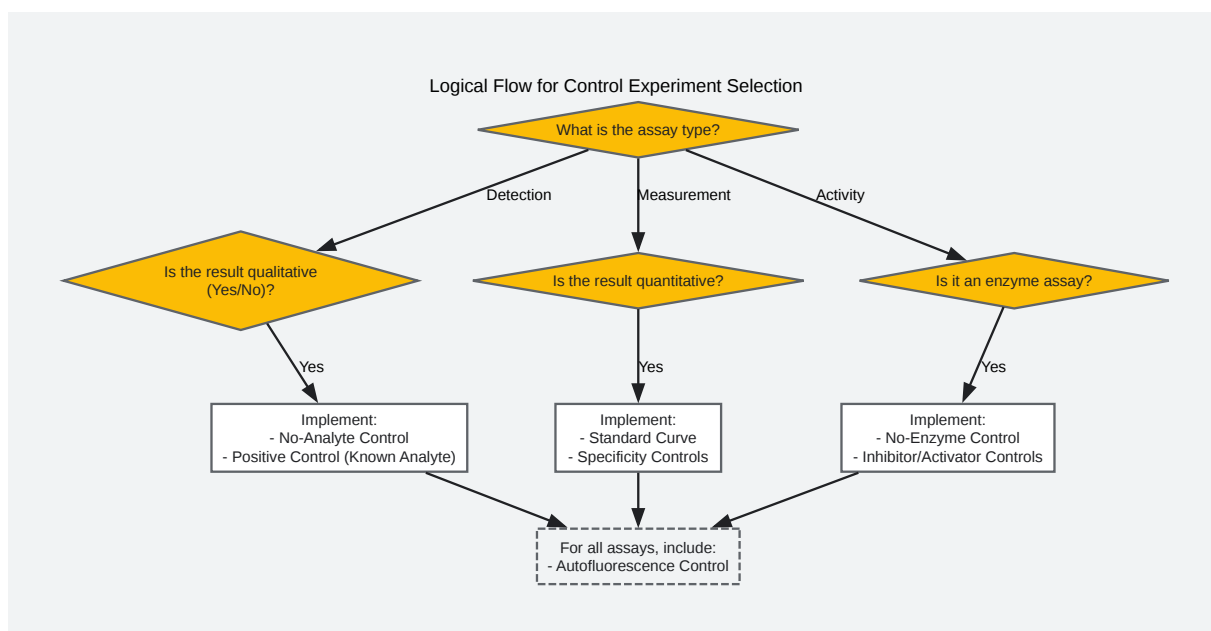 Logical Flow for Control Experiment Selection
What is the assay type?
Detection
Measurement
Activity
Is the result qualitative
(Yes/No)?
Is the result quantitative?
Is it an enzyme assay?
Yes
Yes
Yes
Implement:
- No-Analyte Control
- Positive Control (Known Analyte)
Implement:
- Standard Curve
- Specificity Controls
Implement:
- No-Enzyme Control
- Inhibitor/Activator Controls
For all assays, include:
- Autofluorescence Control